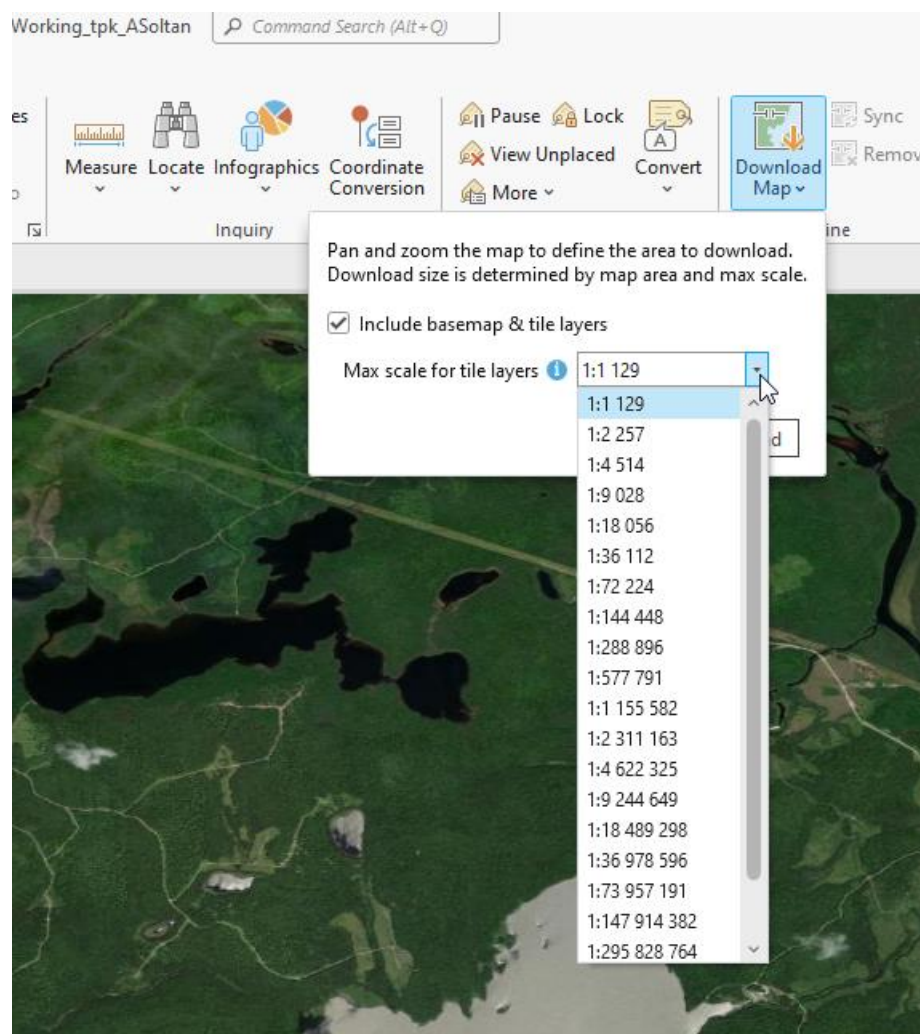 Working_tpk_ASoltan
Command Search (Alt+Q)
es
Measure
Locate
Infographics
Coordinate
Conversion
Pause
Lock
View Unplaced
More
A
Convert
Download
Map
Sync
Remov
Inquiry
ine
Pan and zoom the map to define the area to download.
Download size is determined by map area and max scale.
Include basemap & tile layers
Max scale for tile layers
1:1 129
1:1 129
d
1:2 257
1:4 514
1:9 028
1:18 056
1:36 112
1:72 224
1:144 448
1:288 896
1:577 791
1:1 155 582
1:2 311 163
1:4 622 325
1:9 244 649
1:18 489 298
1:36 978 596
1:73 957 191
1:147 914 382
1:295 828 764